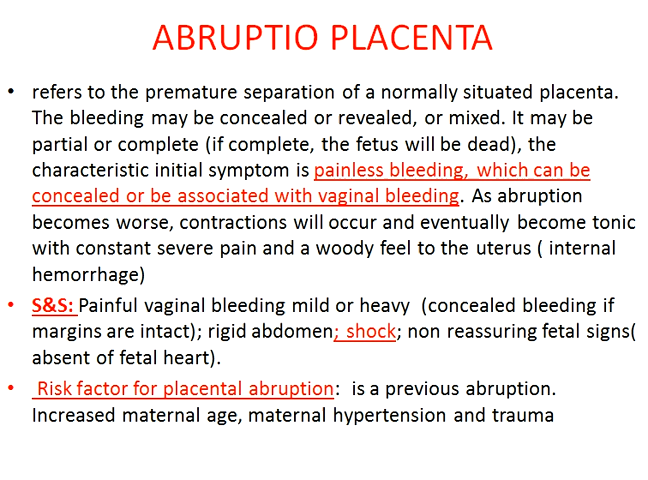 ABRUPTIO PLACENTA
• refers to the premature separation of a normally situated placenta.
The bleeding may be concealed or revealed, or mixed. It may be
partial or complete (if complete, the fetus will be dead), the
characteristic initial symptom is painless bleeding, which can be
concealed or be associated with vaginal bleeding. As abruption
becomes worse, contractions will occur and eventually become tonic
with constant severe pain and a woody feel to the uterus ( internal
hemorrhage)
• S&S: Painful vaginal bleeding mild or heavy (concealed bleeding if
margins are intact); rigid abdomen; shock; non reassuring fetal signs(
absent of fetal heart).
• Risk factor for placental abruption: is a previous abruption.
Increased maternal age, maternal hypertension and trauma